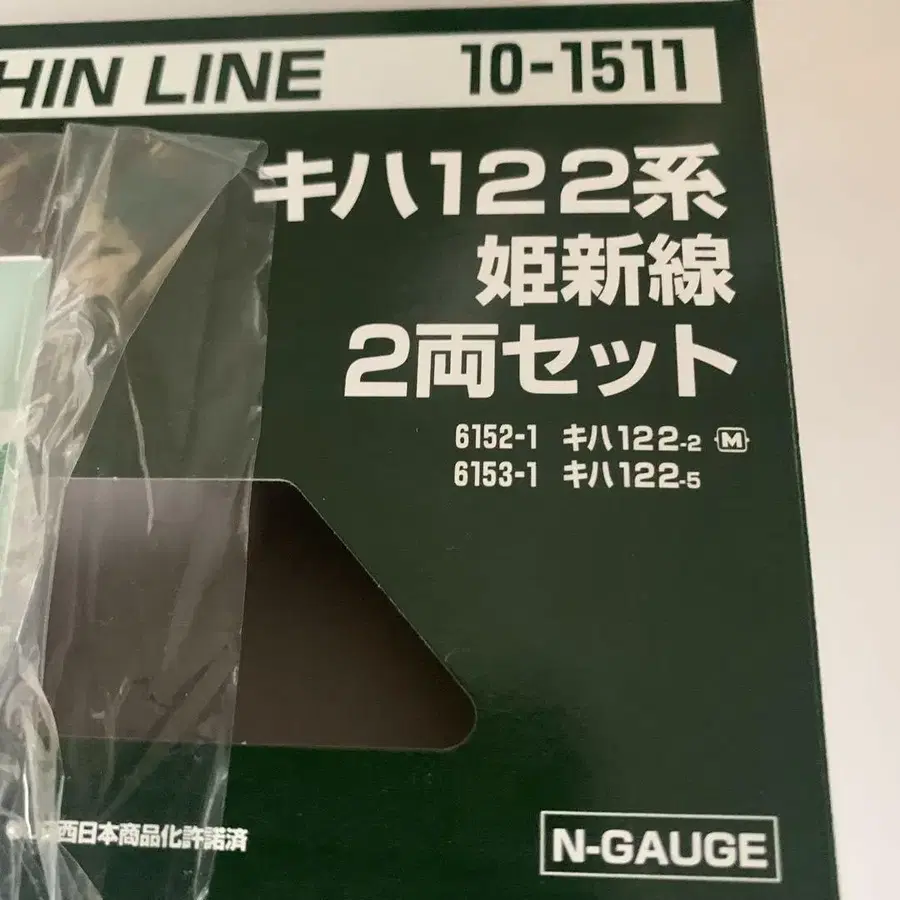 HIN LINE 10-1511
キハ122系
姫新線
2両セット
6152-1 キハ122-2 M
6153-1 キハ122-5
西日本商品化許諾済
N-GAUGE